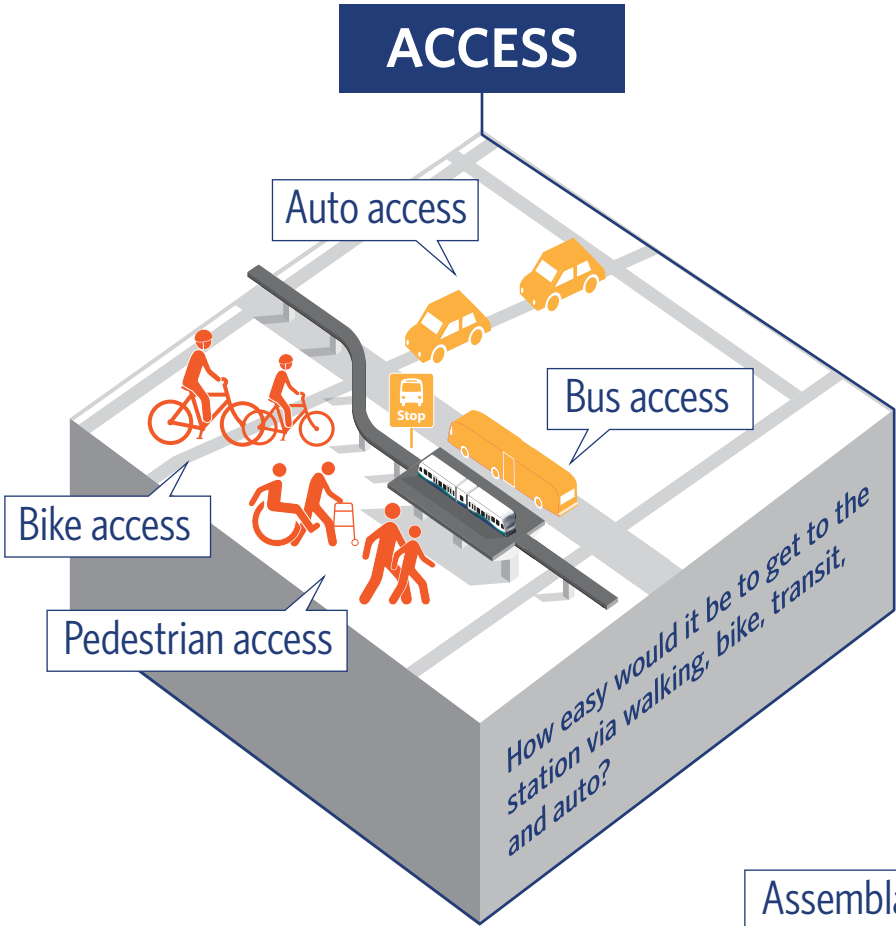 ACCESS
Auto access
Stop
Bus access
Bike access
Pedestrian access
How easy would it be to get to the
station via walking, bike, transit,
and auto?